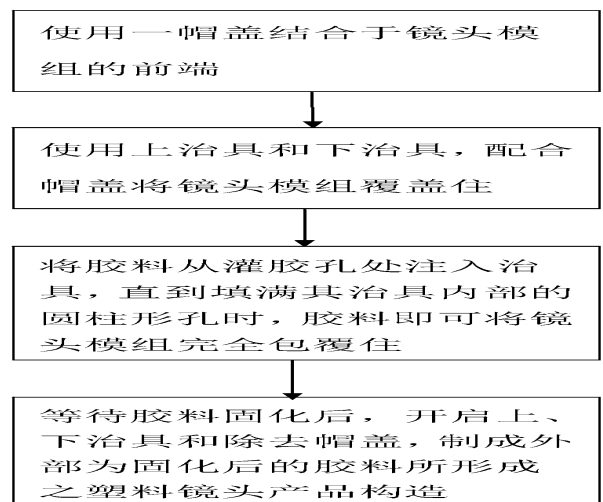 使用一帽盖结合于镜头模
组的前端
使用上治具和下治具，配合
帽盖将镜头模组覆盖住
将胶料从灌胶孔处注入治
具，直到填满其治具内部的
圆柱形孔时，胶料即可将镜
头模组完全包覆住
等待胶料固化后，开启上、
下治具和除去帽盖，制成外
部为固化后的胶料所形成
之塑料镜头产品构造